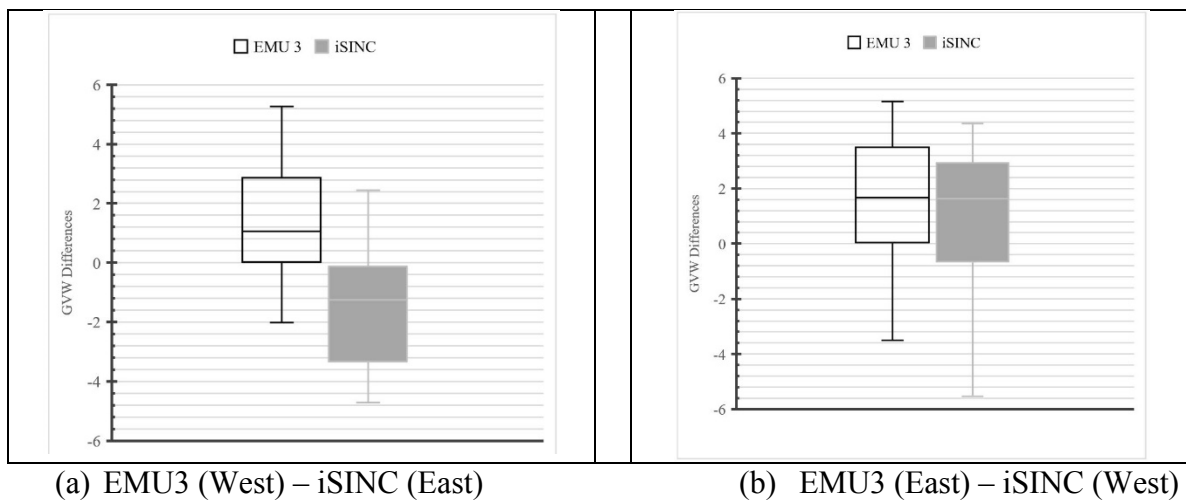 EMU 3 iSINC
6
4
2
0
-2
-4
-6
GVW Differences
(a) EMU3 (West) – iSINC (East)
EMU 3 iSINC
6
4
2
0
-2
-4
-6
GVW Differences
(b) EMU3 (East) – iSINC (West)